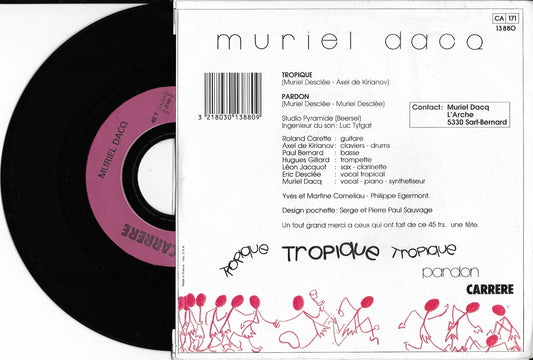 muriel dacq
CA 171
13 880
TROPIQUE
(Muriel Desclée - Axel de Kirianov)
PARDON
(Muriel Desclée - Muriel Desclée)
3 218030 138809
Studio Pyramide (Beersel)
Ingenieur du son : Luc Tytgat
Contact : Muriel Dacq
L'Arche
5330 Sart-Bernard
Roland Carette : guitare
Axel de Kirianov : claviers - drums
Paul Bernard : basse
Hugues Gillard : trompette
Léon Jacquot : sax - clarinette
Eric Desclée : vocal tropical
Muriel Dacq : vocal - piano - synthetiseur
Yves et Martine Corneliau - Philippe Egermont.
Design pochette : Serge et Pierre Paul Sauvage
Un tout grand merci a ceux qui ont fait de ce 45 trs. une fête.
TROPIQUE TROPIQUE TROPIQUE
pardon
CARRERE
MURIEL DACQ
CARRERE